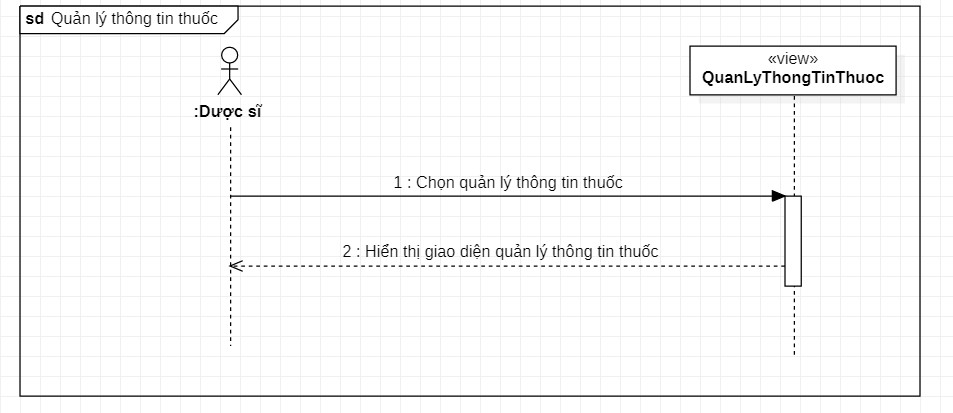 sd Quản lý thông tin thuốc
«view»
QuanLyThongTinThuoc
:Dược sĩ
1 : Chọn quản lý thông tin thuốc
2 : Hiển thị giao diện quản lý thông tin thuốc